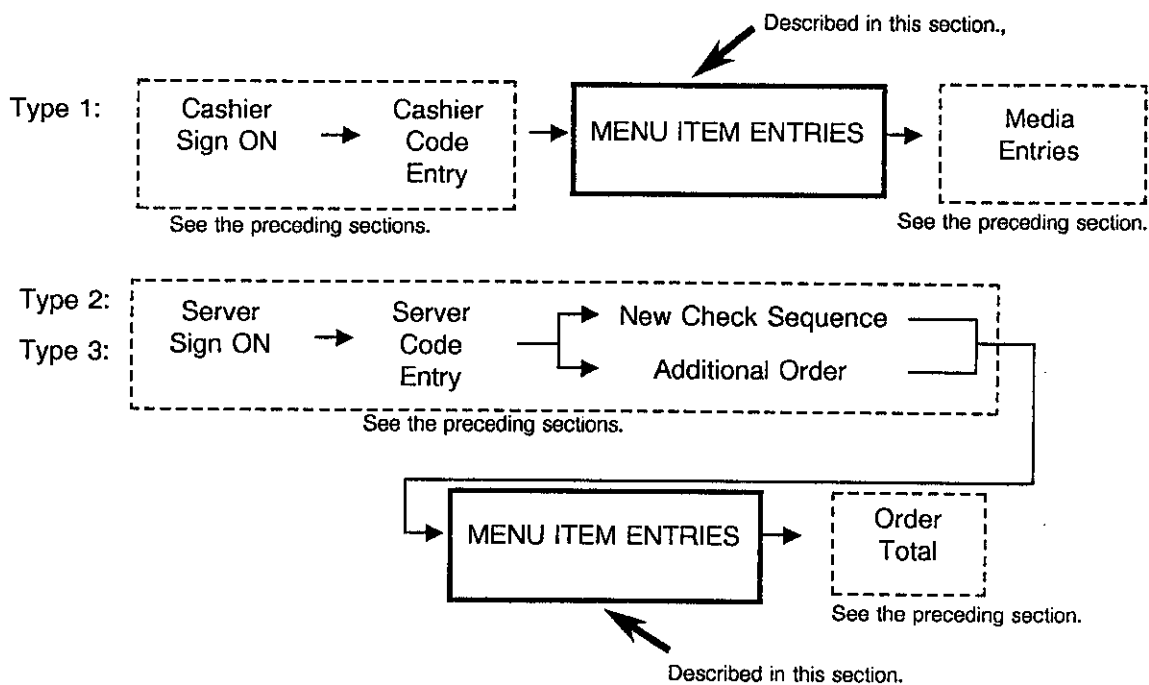 Described in this section.,
Type 1:
Cashier
Sign ON
Cashier
Code
Entry
MENU ITEM ENTRIES
Media
Entries
See the preceding sections.
See the preceding section.
Type 2:
Type 3:
Server
Sign ON
Server
Code
Entry
New Check Sequence
Additional Order
See the preceding sections.
MENU ITEM ENTRIES
Order
Total
See the preceding section.
Described in this section.